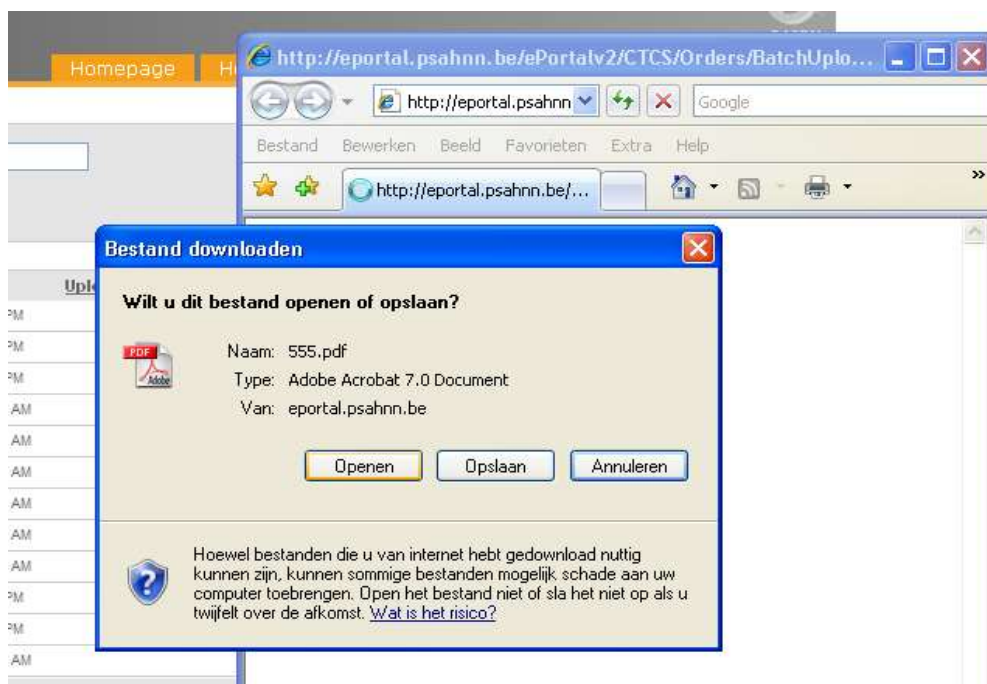 Homepage
http://eportal.psahnn.be/ePortalv2/CTCS/Orders/BatchUplo...
http://eportal.psahnn
Google
Bestand Bewerken Beeld Favorieten Extra Help
http://eportal.psahnn.be/...
»
Bestand downloaden
Wilt u dit bestand openen of opslaan?
PDF
Adobe
Naam: 555.pdf
Type: Adobe Acrobat 7.0 Document
Van: eportal.psahnn.be
Openen Opslaan Annuleren
Hoewel bestanden die u van internet hebt gedownload nuttig
kunnen zijn, kunnen sommige bestanden mogelijk schade aan uw
computer toebrengen. Open het bestand niet of sla het niet op als u
twijfelt over de afkomst. Wat is het risico?
PM
PM
PM
AM
AM
AM
AM
AM
AM
PM
PM
AM